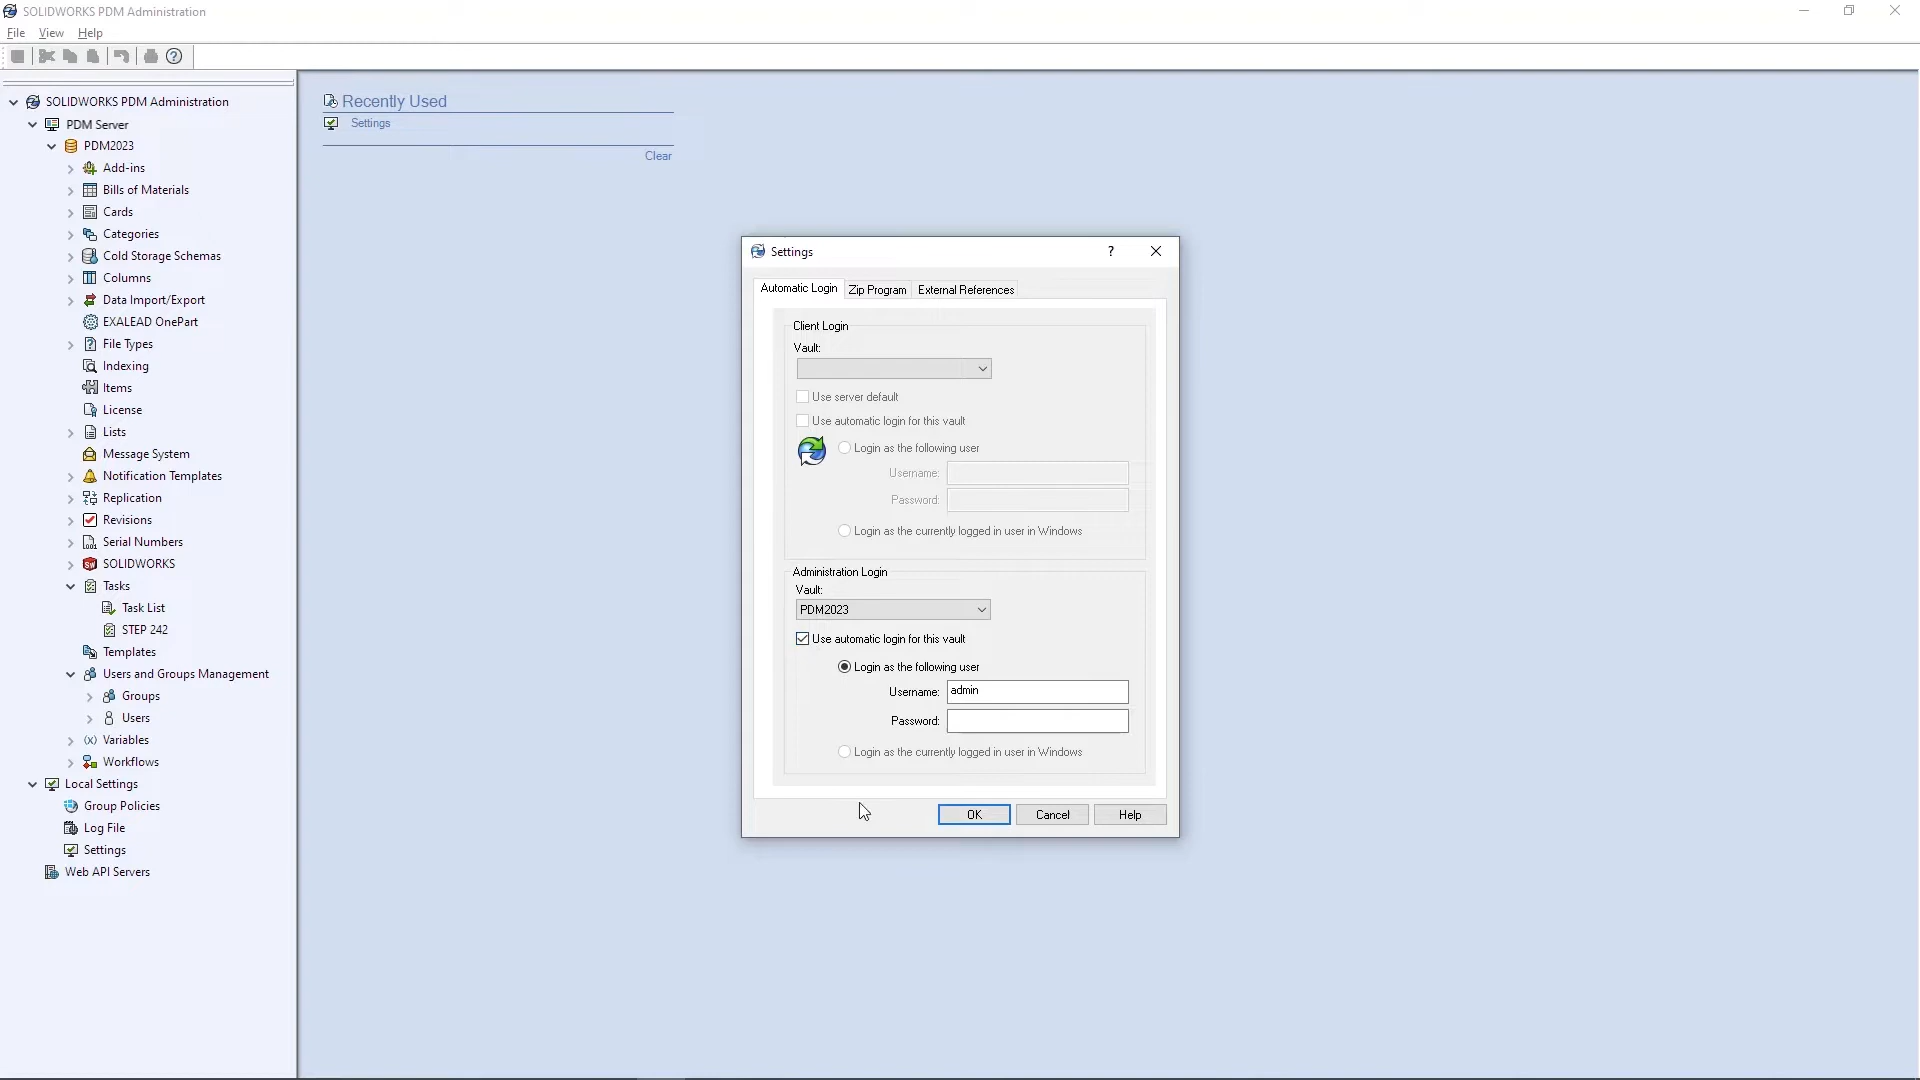 SOLIDWORKS PDM Administration
File View Help
SOLIDWORKS PDM Administration
PDM Server
PDM2023
Add-ins
Bills of Materials
Cards
Categories
Cold Storage Schemas
Columns
Data Import/Export
EXALEAD OnePart
File Types
Indexing
Items
License
Lists
Message System
Notification Templates
Replication
Revisions
Serial Numbers
SOLIDWORKS
Tasks
Task List
STEP 242
Templates
Users and Groups Management
Groups
Users
Variables
Workflows
Local Settings
Group Policies
Log File
Settings
Web API Servers
Recently Used
Settings
Clear
Settings
Automatic Login Zip Program External References
Client Login
Vault:
Use server default
Use automatic login for this vault
Login as the following user
Username:
Password:
Login as the currently logged in user in Windows
Administration Login
Vault:
PDM2023
Use automatic login for this vault
Login as the following user
Username: admin
Password:
Login as the currently logged in user in Windows
OK Cancel Help